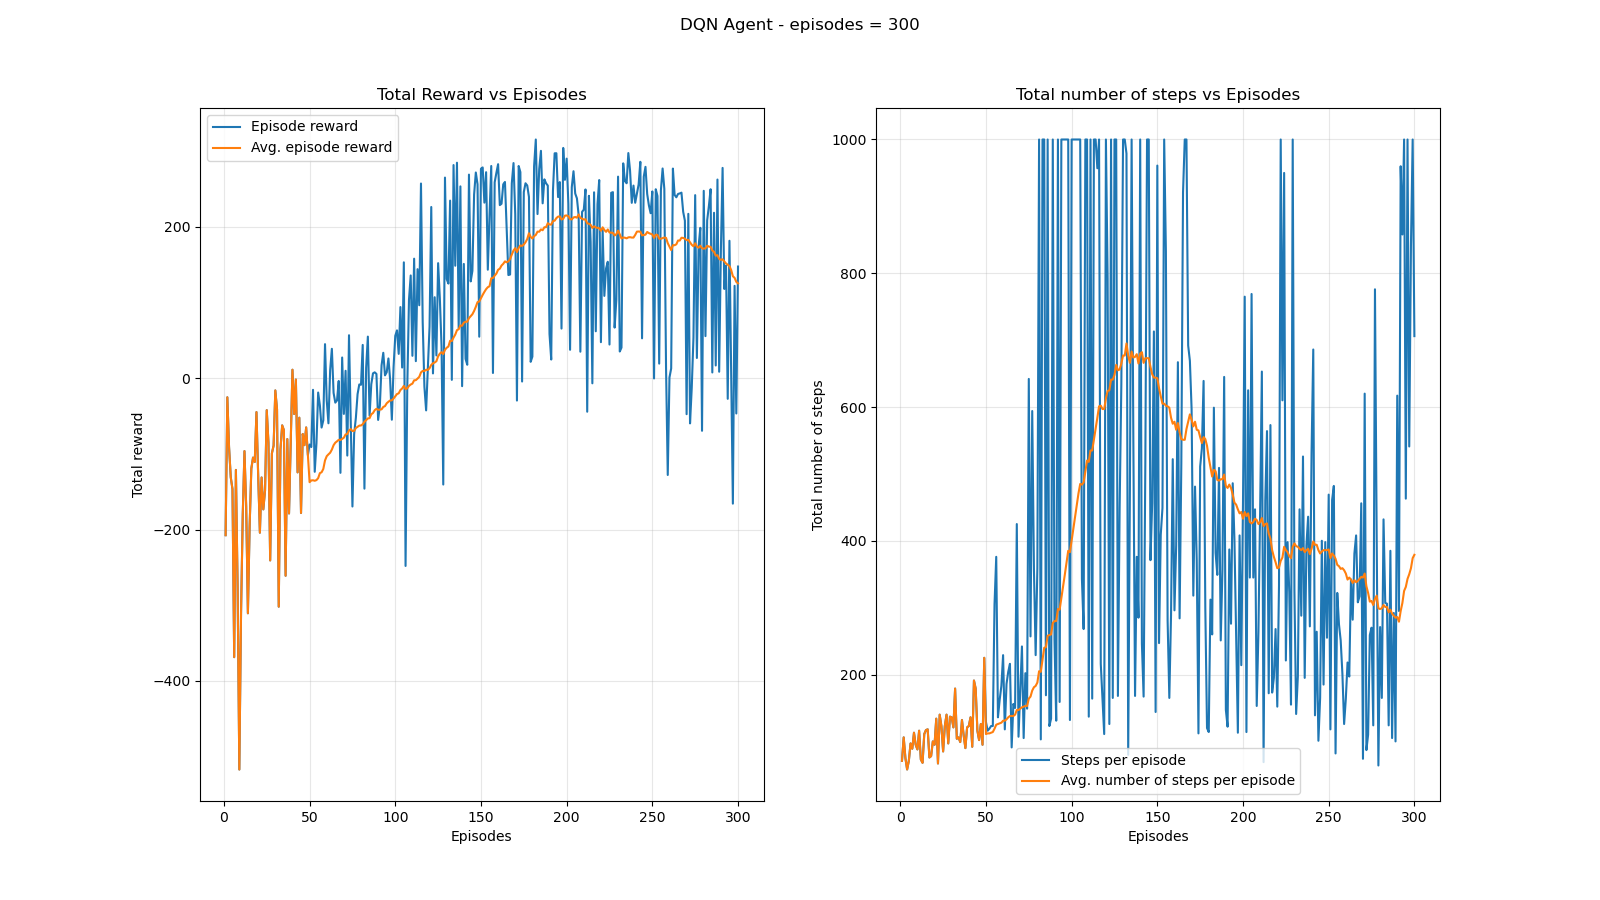 DQN Agent - episodes = 300
Total Reward vs Episodes
Episode reward
Avg. episode reward
200
0
−200
−400
Total reward
0 50 100 150 200 250 300
Episodes
Total number of steps vs Episodes
1000
800
600
400
200
Total number of steps
Steps per episode
Avg. number of steps per episode
0 50 100 150 200 250 300
Episodes